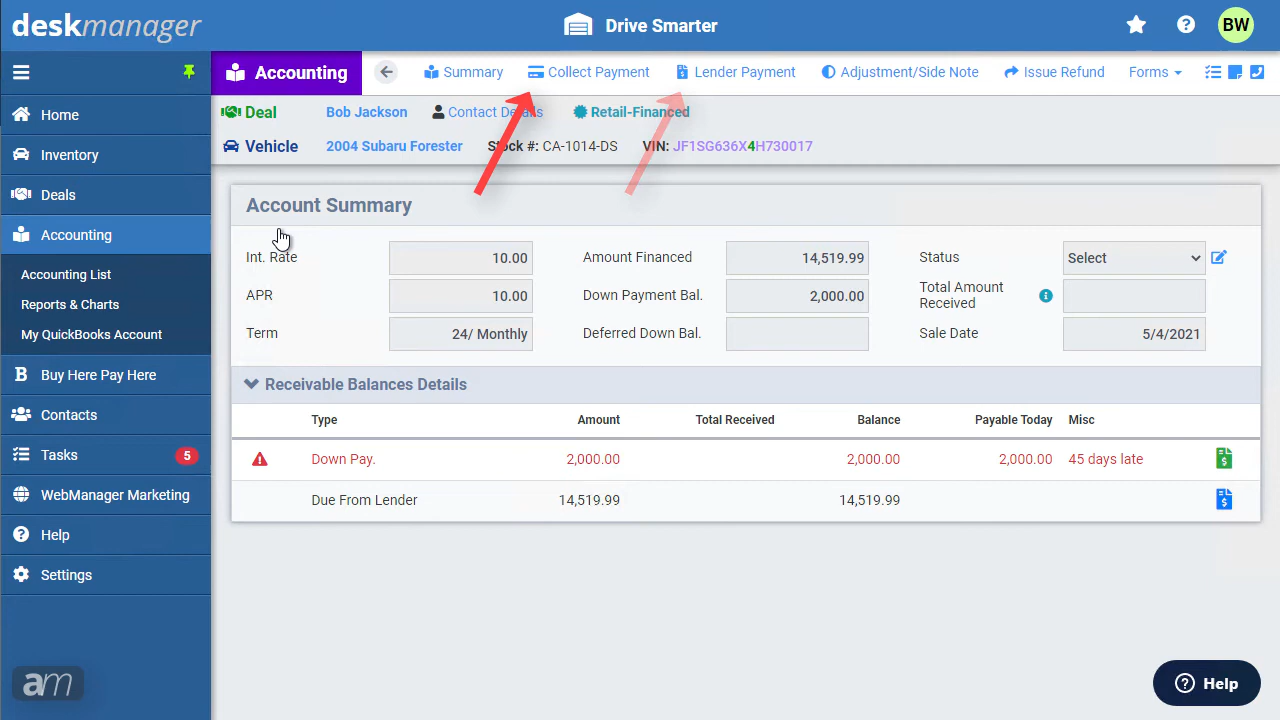 deskmanager
Drive Smarter
BW
Accounting
Summary
Collect Payment
Lender Payment
Adjustment/Side Note
Issue Refund
Forms
Home
Inventory
Deals
Accounting
Accounting List
Reports & Charts
My QuickBooks Account
Buy Here Pay Here
Contacts
Tasks 5
WebManager Marketing
Help
Settings
am
Deal Bob Jackson Contact Details Retail-Financed
Vehicle 2004 Subaru Forester Stock #: CA-1014-DS VIN: JF1SG636X4H730017
Account Summary
Int. Rate 10.00 Amount Financed 14,519.99 Status Select
APR 10.00 Down Payment Bal. 2,000.00 Total Amount
Received
Term 24/ Monthly Deferred Down Bal. Sale Date 5/4/2021
Receivable Balances Details
Type Amount Total Received Balance Payable Today Misc
Down Pay. 2,000.00 2,000.00 2,000.00 45 days late
Due From Lender 14,519.99 14,519.99
Help